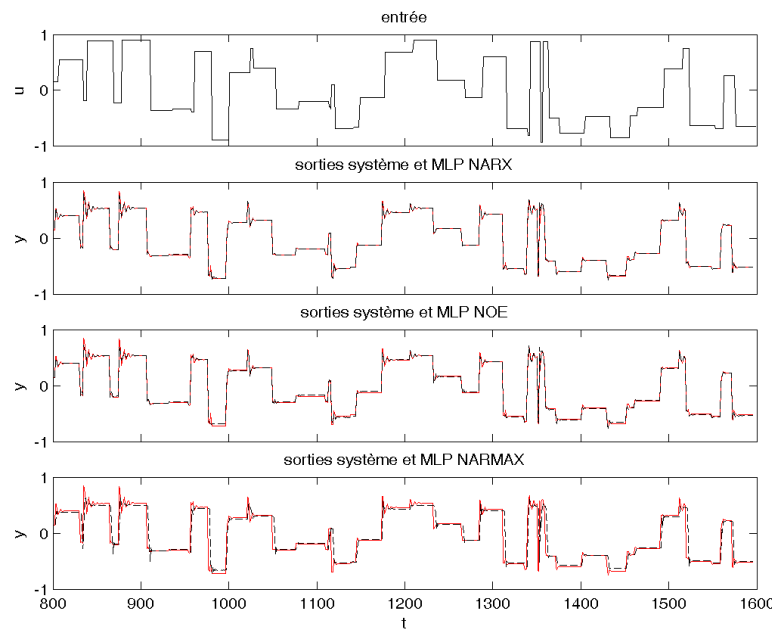 entrée
1
0
-1
u
sorties système et MLP NARX
1
0
-1
y
sorties système et MLP NOE
1
0
-1
y
sorties système et MLP NARMAX
1
0
-1
y
800 900 1000 1100 1200 1300 1400 1500 1600
t